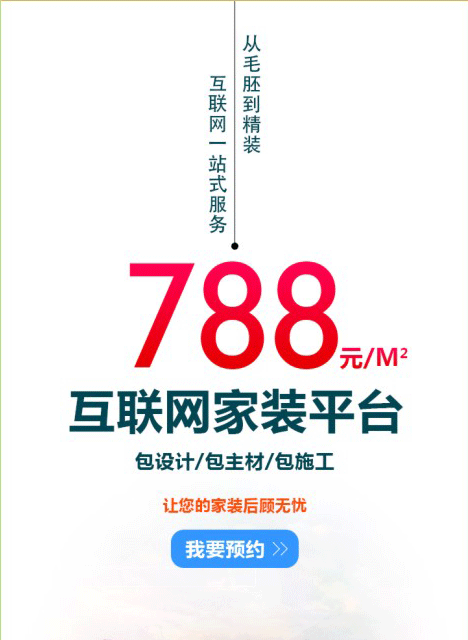 从毛胚到精装
互联网一站式服务
788元/M²
互联网家装平台
包设计/包主材/包施工
让您的家装后顾无忧
我要预约 >>